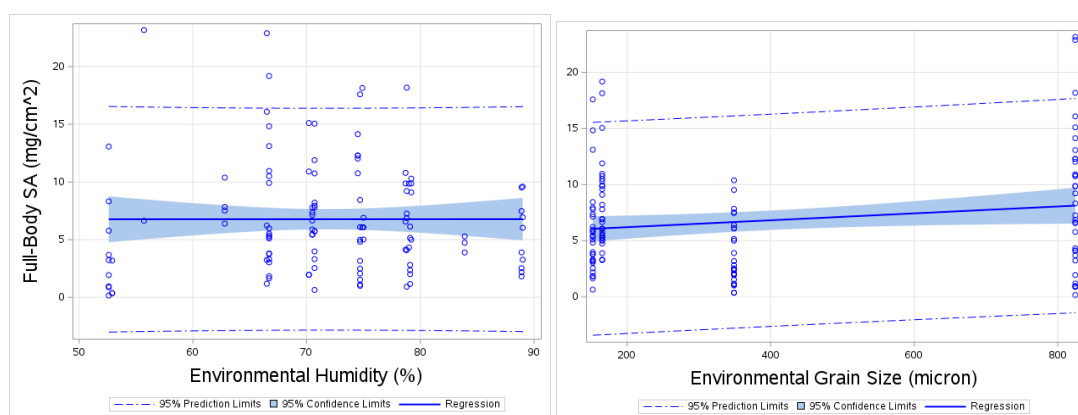 Full-Body SA (mg/cm^2)
20
15
10
5
0
50
60
70
80
90
Environmental Humidity (%)
95% Prediction Limits
95% Confidence Limits
Regression
20
15
10
5
0
200
400
600
800
Environmental Grain Size (micron)
95% Prediction Limits
95% Confidence Limits
Regression